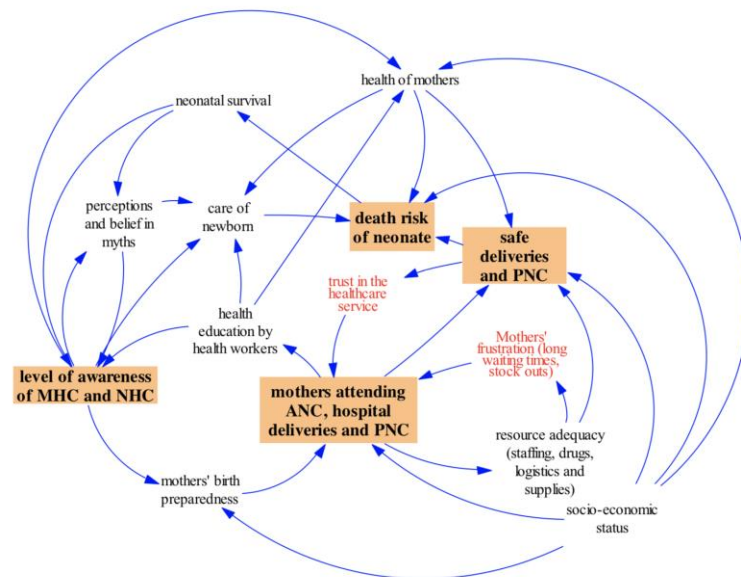 health of mothers
neonatal survival
perceptions
and belief in
myths
care of
newborn
death risk
of neonate
safe
deliveries
and PNC
trust in the
healthcare
service
health
education by
health workers
Mothers'
frustration (long
waiting times,
stock outs)
level of awareness
of MHC and NHC
mothers attending
ANC, hospital
deliveries and PNC
resource adequacy
(staffing, drugs,
logistics and
supplies)
mothers' birth
preparedness
socio-economic
status